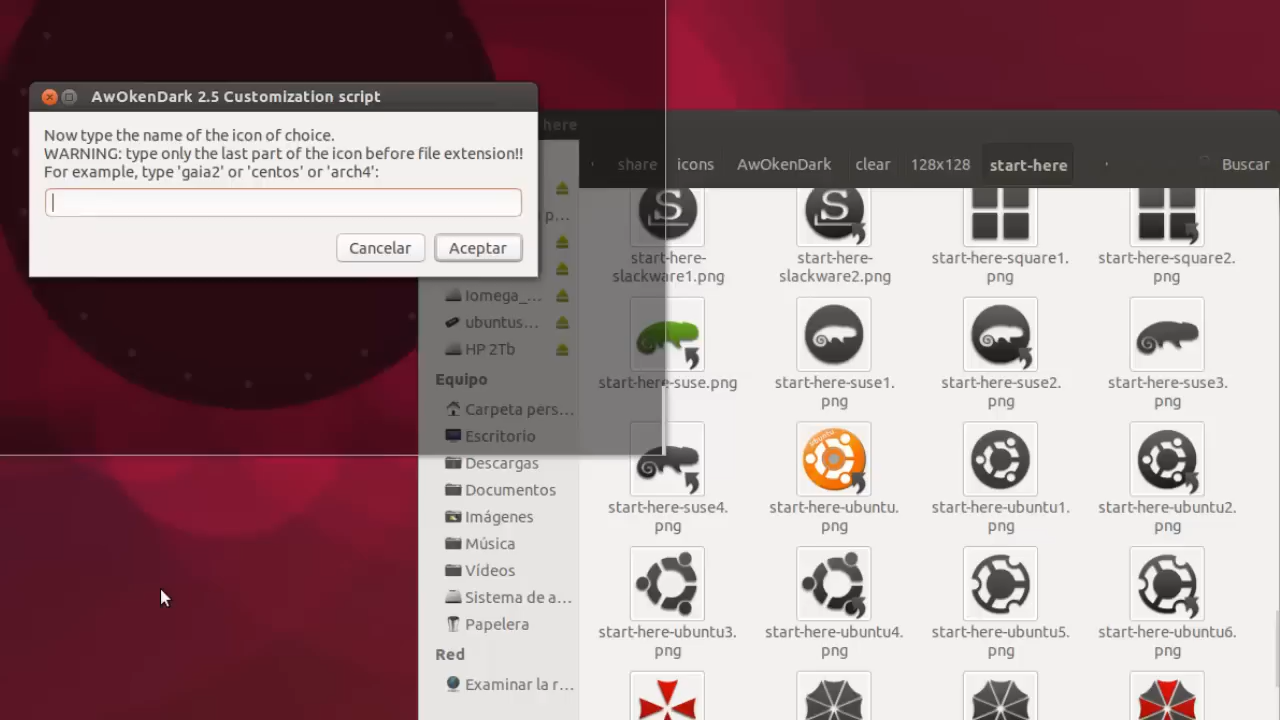 AwOkenDark 2.5 Customization script
Now type the name of the icon of choice.
WARNING: type only the last part of the icon before file extension!!
For example, type 'gaia2' or 'centos' or 'arch4':
Cancelar
Aceptar
here
share
icons
AwOkenDark
clear
128x128
start-here
Buscar
p...
Iomega_...
ubuntus...
HP 2Tb
Equipo
Carpeta pers...
Escritorio
Descargas
Documentos
Imágenes
Música
Vídeos
Sistema de a...
Papelera
Red
Examinar la r...
start-here-
slackware1.png
start-here-
slackware2.png
start-here-square1.
png
start-here-square2.
png
start-here-suse.png
start-here-suse1.
png
start-here-suse2.
png
start-here-suse3.
png
start-here-suse4.
png
ubuntu
start-here-ubuntu.
png
start-here-ubuntu1.
png
start-here-ubuntu2.
png
start-here-ubuntu3.
png
start-here-ubuntu4.
png
start-here-ubuntu5.
png
start-here-ubuntu6.
png